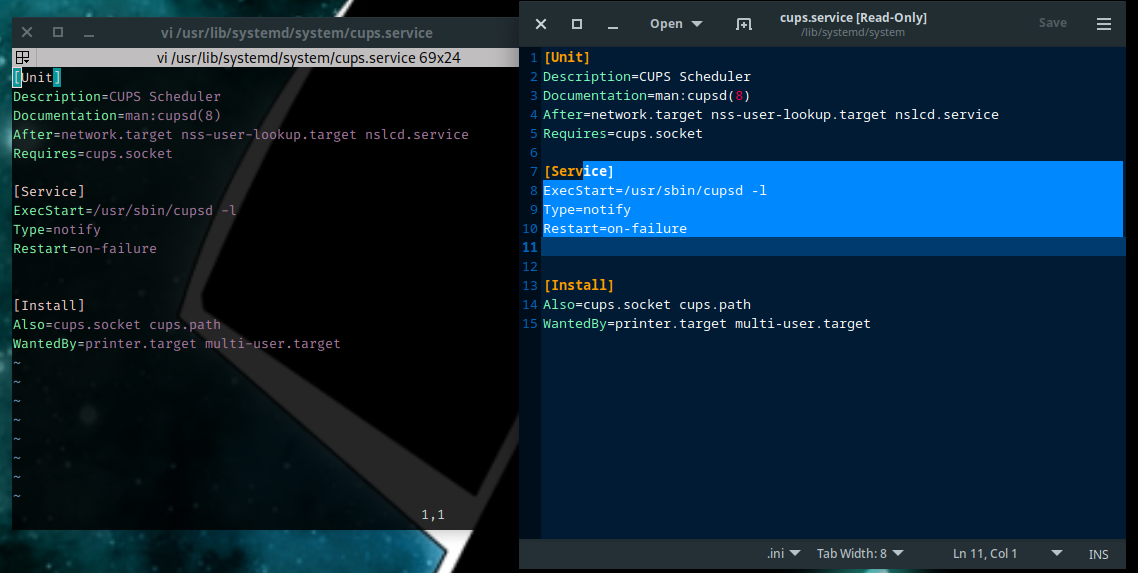 vi /usr/lib/systemd/system/cups.service
vi /usr/lib/systemd/system/cups.service 69x24
[Unit]
Description=CUPS Scheduler
Documentation=man:cupsd(8)
After=network.target nss-user-lookup.target nslcd.service
Requires=cups.socket
[Service]
ExecStart=/usr/sbin/cupsd -l
Type=notify
Restart=on-failure
[Install]
Also=cups.socket cups.path
WantedBy=printer.target multi-user.target
~
~
~
~
~
~
~
~
1,1
Open
cups.service [Read-Only]
/lib/systemd/system
Save
1 [Unit]
2 Description=CUPS Scheduler
3 Documentation=man:cupsd(8)
4 After=network.target nss-user-lookup.target nslcd.service
5 Requires=cups.socket
6
7 [Service]
8 ExecStart=/usr/sbin/cupsd -l
9 Type=notify
10 Restart=on-failure
11
12
13 [Install]
14 Also=cups.socket cups.path
15 WantedBy=printer.target multi-user.target
.ini Tab Width: 8 Ln 11, Col 1 INS